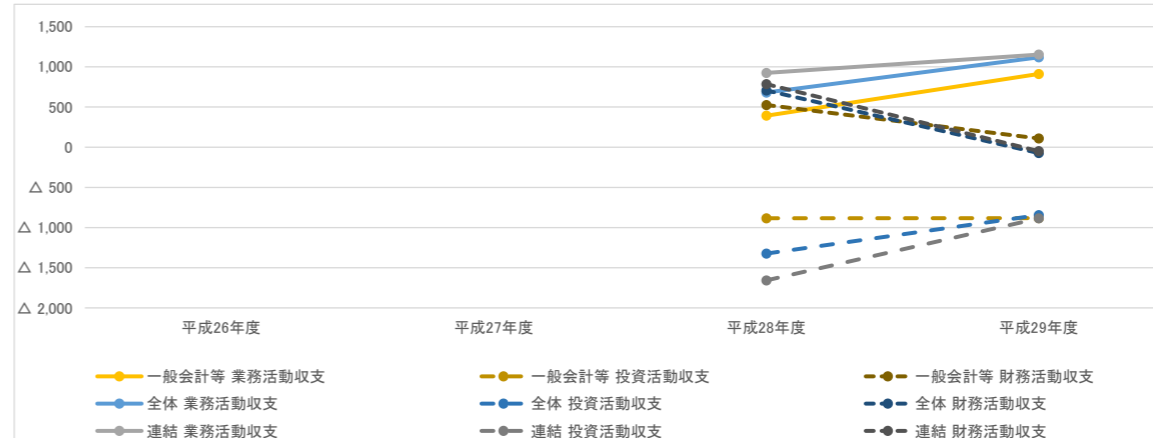 1,500
1,000
500
0
△ 500
△ 1,000
△ 1,500
△ 2,000
平成26年度 平成27年度 平成28年度 平成29年度
一般会計等 業務活動収支 一般会計等 投資活動収支 一般会計等 財務活動収支
全体 業務活動収支 全体 投資活動収支 全体 財務活動収支
連結 業務活動収支 連結 投資活動収支 連結 財務活動収支